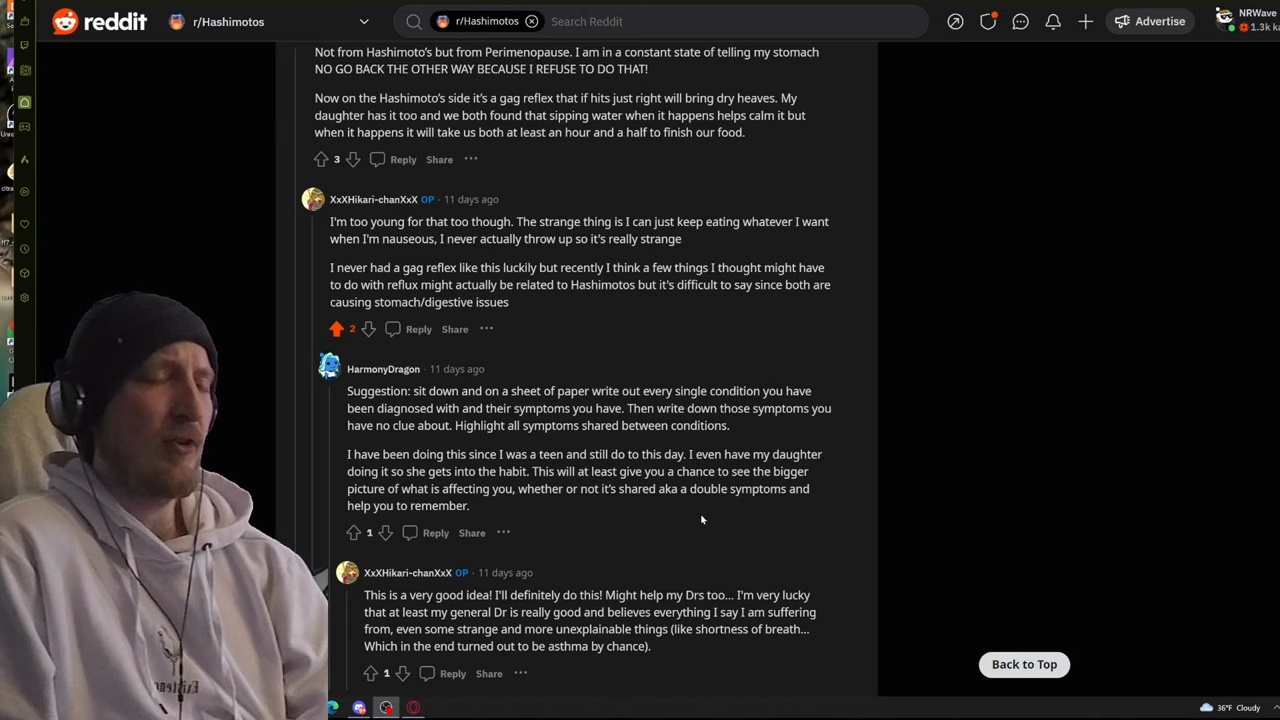 reddit
r/Hashimotos
r/Hashimotos
Search Reddit
Advertise
NRWave
1.3k
Not from Hashimoto's but from Perimenopause. I am in a constant state of telling my stomach
NO GO BACK THE OTHER WAY BECAUSE I REFUSE TO DO THAT!
Now on the Hashimoto's side it's a gag reflex that if hits just right will bring dry heaves. My
daughter has it too and we both found that sipping water when it happens helps calm it but
when it happens it will take us both at least an hour and a half to finish our food.
3 Reply Share ...
XxXHikari-chanXxX OP · 11 days ago
I'm too young for that too though. The strange thing is I can just keep eating whatever I want
when I'm nauseous, I never actually throw up so it's really strange
I never had a gag reflex like this luckily but recently I think a few things I thought might have
to do with reflux might actually be related to Hashimotos but it's difficult to say since both are
causing stomach/digestive issues
2 Reply Share ...
HarmonyDragon · 11 days ago
Suggestion: sit down and on a sheet of paper write out every single condition you have
been diagnosed with and their symptoms you have. Then write down those symptoms you
have no clue about. Highlight all symptoms shared between conditions.
I have been doing this since I was a teen and still do to this day. I even have my daughter
doing it so she gets into the habit. This will at least give you a chance to see the bigger
picture of what is affecting you, whether or not it's shared aka a double symptoms and
help you to remember.
1 Reply Share ...
XxXHikari-chanXxX OP · 11 days ago
This is a very good idea! I'll definitely do this! Might help my Drs too... I'm very lucky
that at least my general Dr is really good and believes everything I say I am suffering
from, even some strange and more unexplainable things (like shortness of breath...
Which in the end turned out to be asthma by chance).
1 Reply Share ...
Back to Top
36°F Cloudy